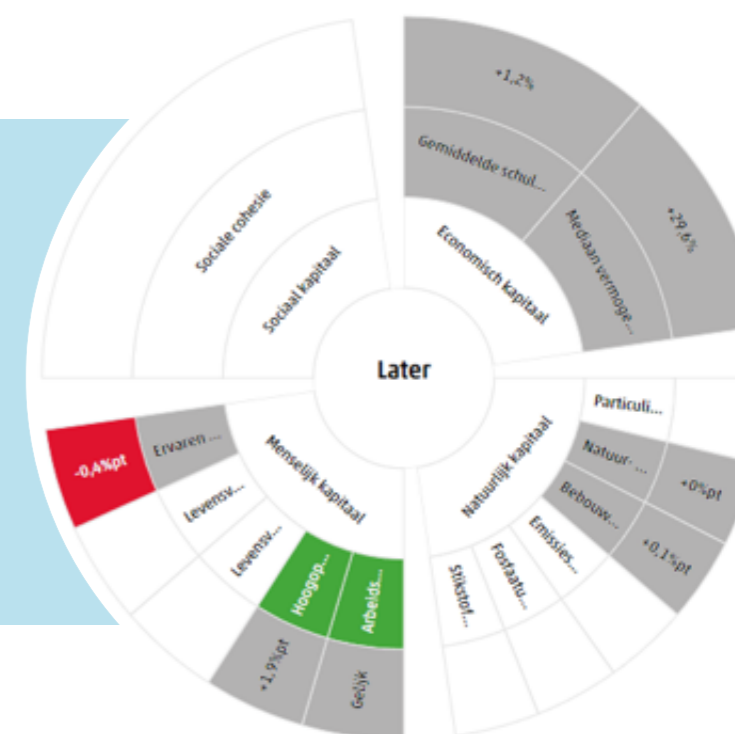 +1,2%
Gemiddelde schul...
+29,6%
Mediaan vermoge...
Economisch kapitaal
Sociale cohesie
Sociaal kapitaal
Later
Particuli...
Natuur- ...
+0%pt
Bebouw...
+0,1%pt
Emissies...
Fosfaatu...
Stikstof...
Natuurlijk kapitaal
Menselijk kapitaal
Ervaren ...
-0,4%pt
Levensv...
Levensv...
Hoogop...
+1,9%pt
Arbeids...
Gelijk